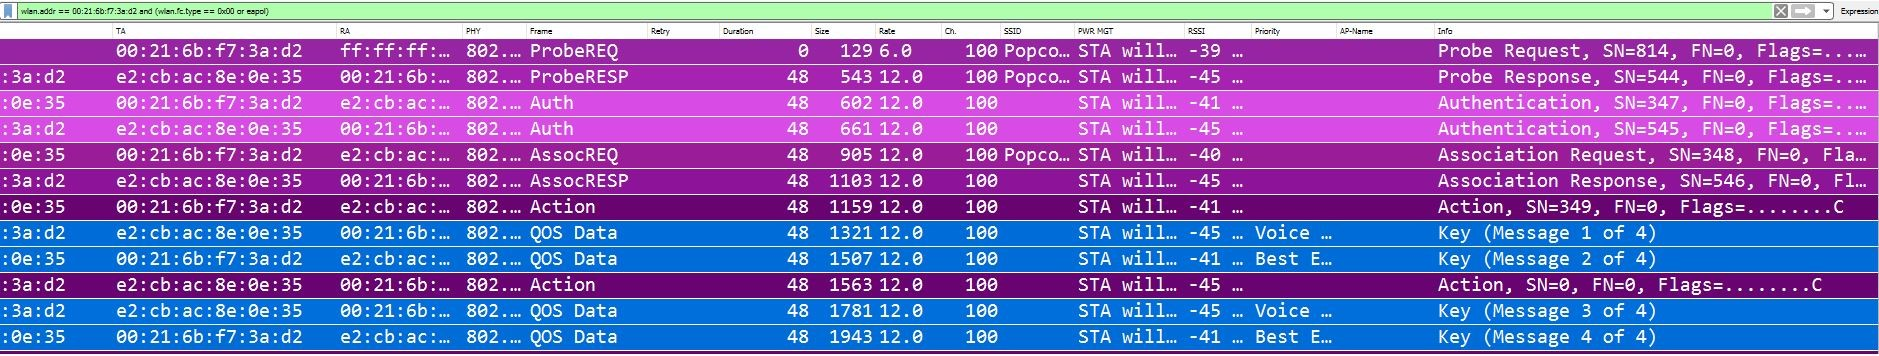 wlan.addr == 00:21:6b:f7:3a:d2 and (wlan.fc.type == 0x00 or eapol) Expression
TA RA PHY Frame Retry Duration Size Rate Ch. SSID PWR MGT RSSI Priority AP-Name Info
00:21:6b:f7:3a:d2 ff:ff:ff:… 802.… ProbeREQ 0 129 6.0 100 Popco… STA will… -39 … Probe Request, SN=814, FN=0, Flags=...…
:3a:d2 e2:cb:ac:8e:0e:35 00:21:6b:… 802.… ProbeRESP 48 543 12.0 100 Popco… STA will… -45 … Probe Response, SN=544, FN=0, Flags=..…
:0e:35 00:21:6b:f7:3a:d2 e2:cb:ac:… 802.… Auth 48 602 12.0 100 STA will… -41 … Authentication, SN=347, FN=0, Flags=..…
:3a:d2 e2:cb:ac:8e:0e:35 00:21:6b:… 802.… Auth 48 661 12.0 100 STA will… -45 … Authentication, SN=545, FN=0, Flags=..…
:0e:35 00:21:6b:f7:3a:d2 e2:cb:ac:… 802.… AssocREQ 48 905 12.0 100 Popco… STA will… -40 … Association Request, SN=348, FN=0, Fla…
:3a:d2 e2:cb:ac:8e:0e:35 00:21:6b:… 802.… AssocRESP 48 1103 12.0 100 STA will… -45 … Association Response, SN=546, FN=0, Fl…
:0e:35 00:21:6b:f7:3a:d2 e2:cb:ac:… 802.… Action 48 1159 12.0 100 STA will… -41 … Action, SN=349, FN=0, Flags=........C
:3a:d2 e2:cb:ac:8e:0e:35 00:21:6b:… 802.… QOS Data 48 1321 12.0 100 STA will… -45 … Voice … Key (Message 1 of 4)
:0e:35 00:21:6b:f7:3a:d2 e2:cb:ac:… 802.… QOS Data 48 1507 12.0 100 STA will… -41 … Best E… Key (Message 2 of 4)
:3a:d2 e2:cb:ac:8e:0e:35 00:21:6b:… 802.… Action 48 1563 12.0 100 STA will… -45 … Action, SN=0, FN=0, Flags=........C
:3a:d2 e2:cb:ac:8e:0e:35 00:21:6b:… 802.… QOS Data 48 1781 12.0 100 STA will… -45 … Voice … Key (Message 3 of 4)
:0e:35 00:21:6b:f7:3a:d2 e2:cb:ac:… 802.… QOS Data 48 1943 12.0 100 STA will… -41 … Best E… Key (Message 4 of 4)